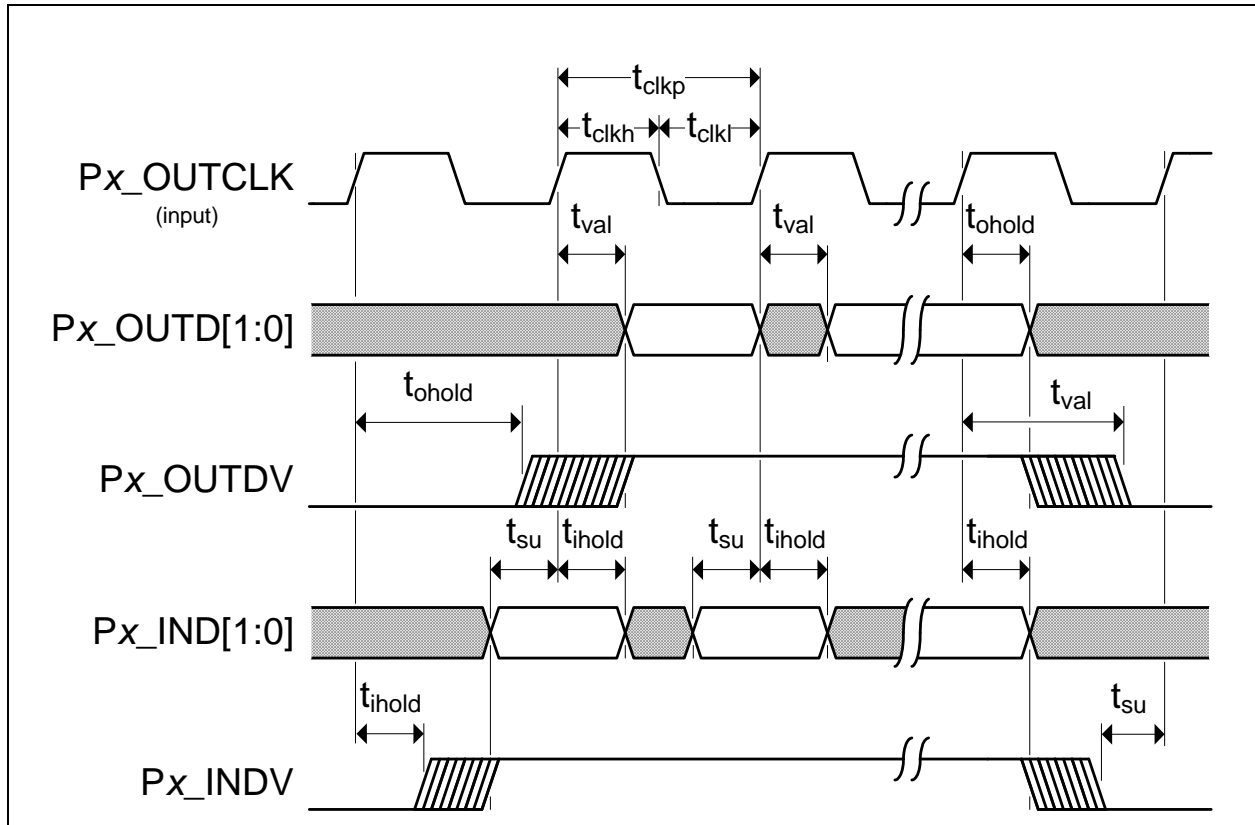 tclkp
tclkh tclkl
Px_OUTCLK
(input)
tval tval tohold
Px_OUTD[1:0]
tohold tval
Px_OUTDV
tsu tihold tsu tihold tihold
Px_IND[1:0]
tihold tsu
Px_INDV